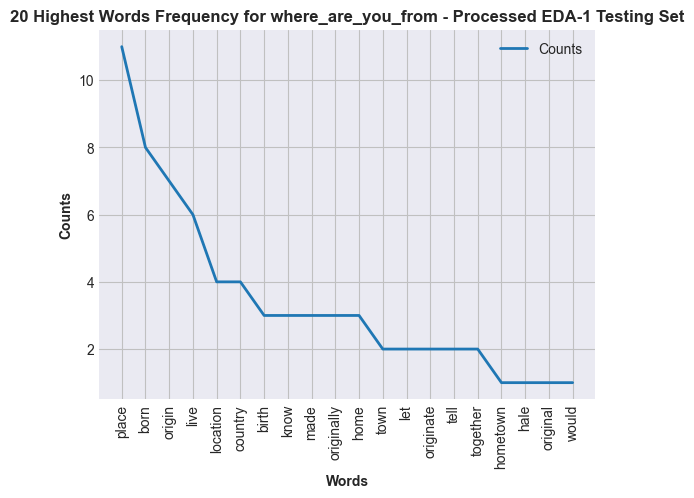 20 Highest Words Frequency for where_are_you_from - Processed EDA-1 Testing Set
Counts
10
8
6
4
2
Counts
place
born
origin
live
location
country
birth
know
made
originally
home
town
let
originate
tell
together
hometown
hale
original
would
Words